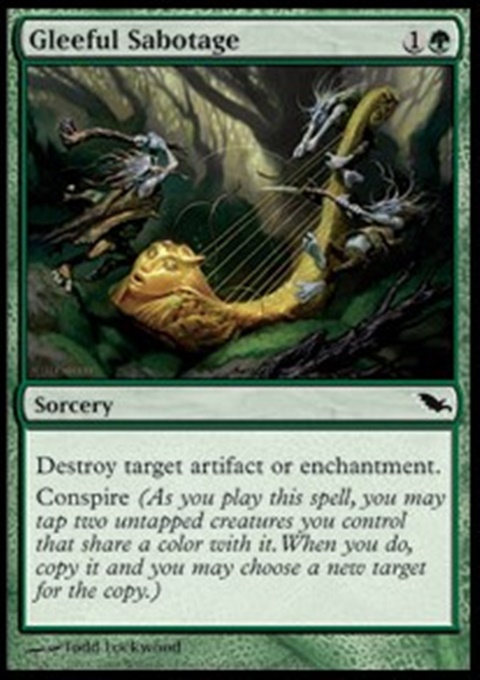 Gleeful Sabotage 1
Sorcery
Destroy target artifact or enchantment.
Conspire (As you play this spell, you may
tap two untapped creatures you control
that share a color with it. When you do,
copy it and you may choose a new target
for the copy.)
Todd Lockwood